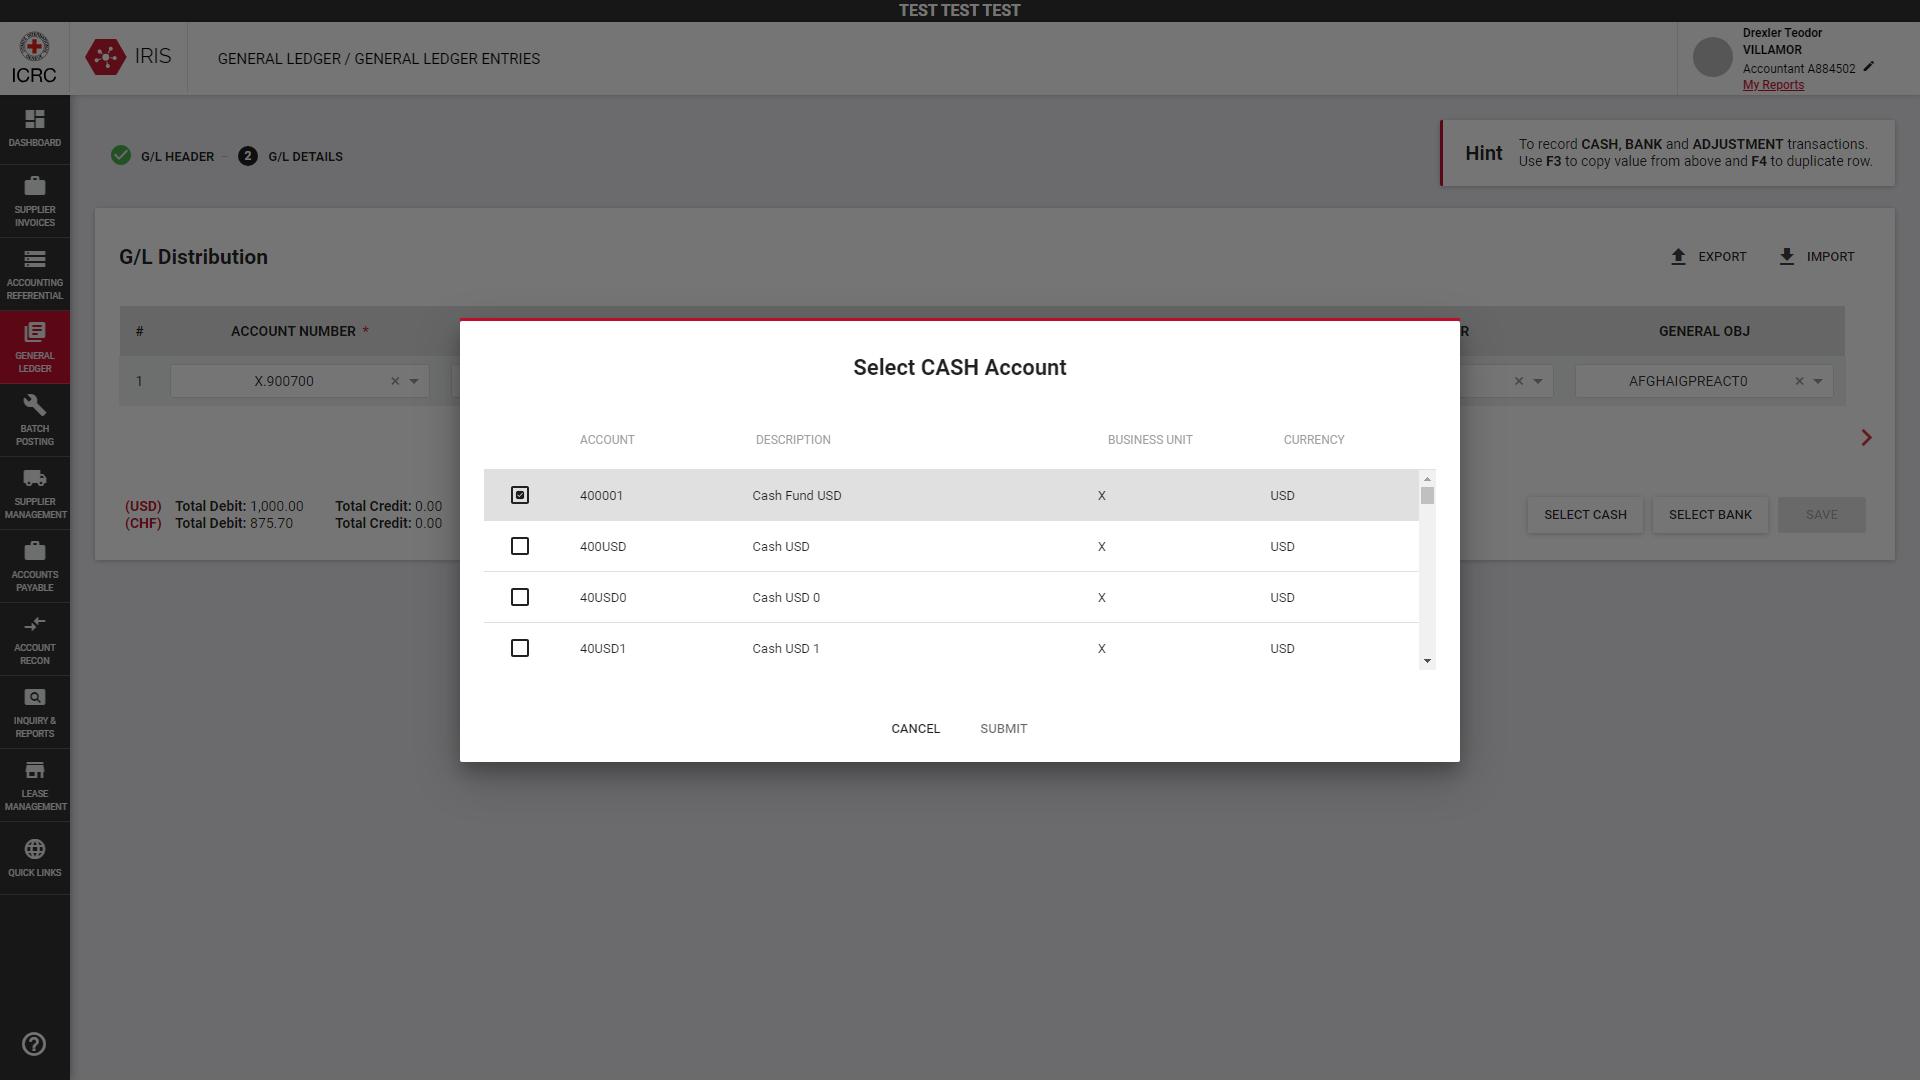 TEST TEST TEST
ICRC
IRIS
GENERAL LEDGER / GENERAL LEDGER ENTRIES
Drexler Teodor
VILLAMOR
Accountant A884502
My Reports
DASHBOARD
SUPPLIER
INVOICES
ACCOUNTING
REFERENTIAL
GENERAL
LEDGER
BATCH
POSTING
SUPPLIER
MANAGEMENT
ACCOUNTS
PAYABLE
ACCOUNT
RECON
INQUIRY &
REPORTS
LEASE
MANAGEMENT
QUICK LINKS
G/L HEADER
2 G/L DETAILS
Hint
To record CASH, BANK and ADJUSTMENT transactions.
Use F3 to copy value from above and F4 to duplicate row.
G/L Distribution
EXPORT
IMPORT
# ACCOUNT NUMBER * R GENERAL OBJ
1 X.900700 AFGHAIGPREACT0
(USD) Total Debit: 1,000.00 Total Credit: 0.00
(CHF) Total Debit: 875.70 Total Credit: 0.00
SELECT CASH
SELECT BANK
SAVE
Select CASH Account
ACCOUNT DESCRIPTION BUSINESS UNIT CURRENCY
400001 Cash Fund USD X USD
400USD Cash USD X USD
40USD0 Cash USD 0 X USD
40USD1 Cash USD 1 X USD
CANCEL
SUBMIT